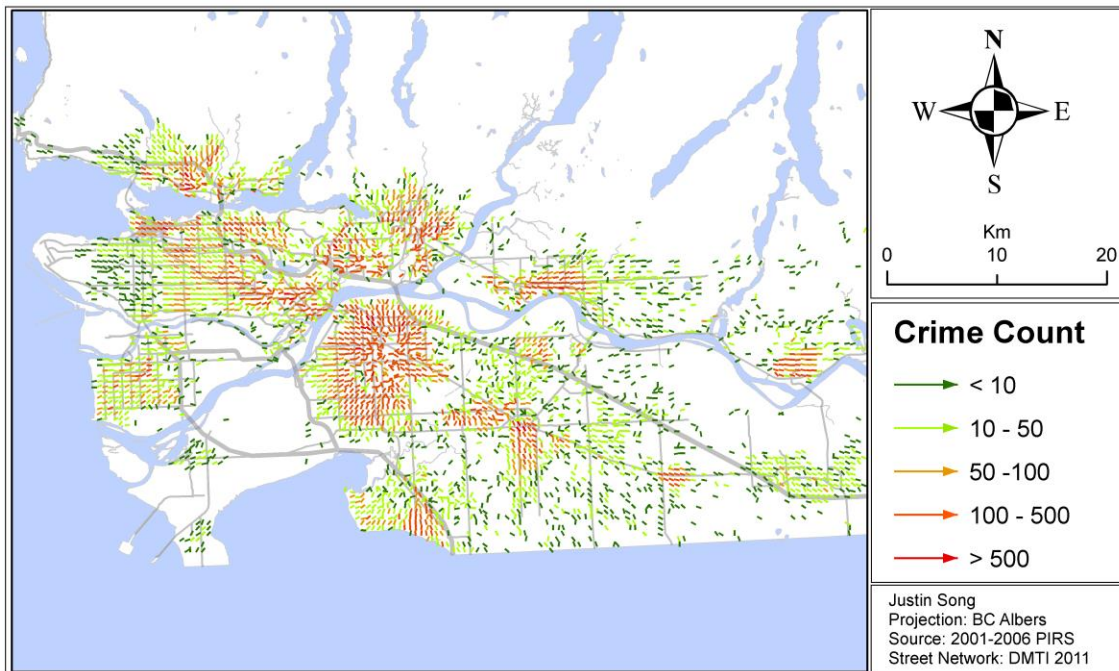 N
W
E
S
Km
0 10 20
Crime Count
< 10
10 - 50
50 -100
100 - 500
> 500
Justin Song
Projection: BC Albers
Source: 2001-2006 PIRS
Street Network: DMTI 2011